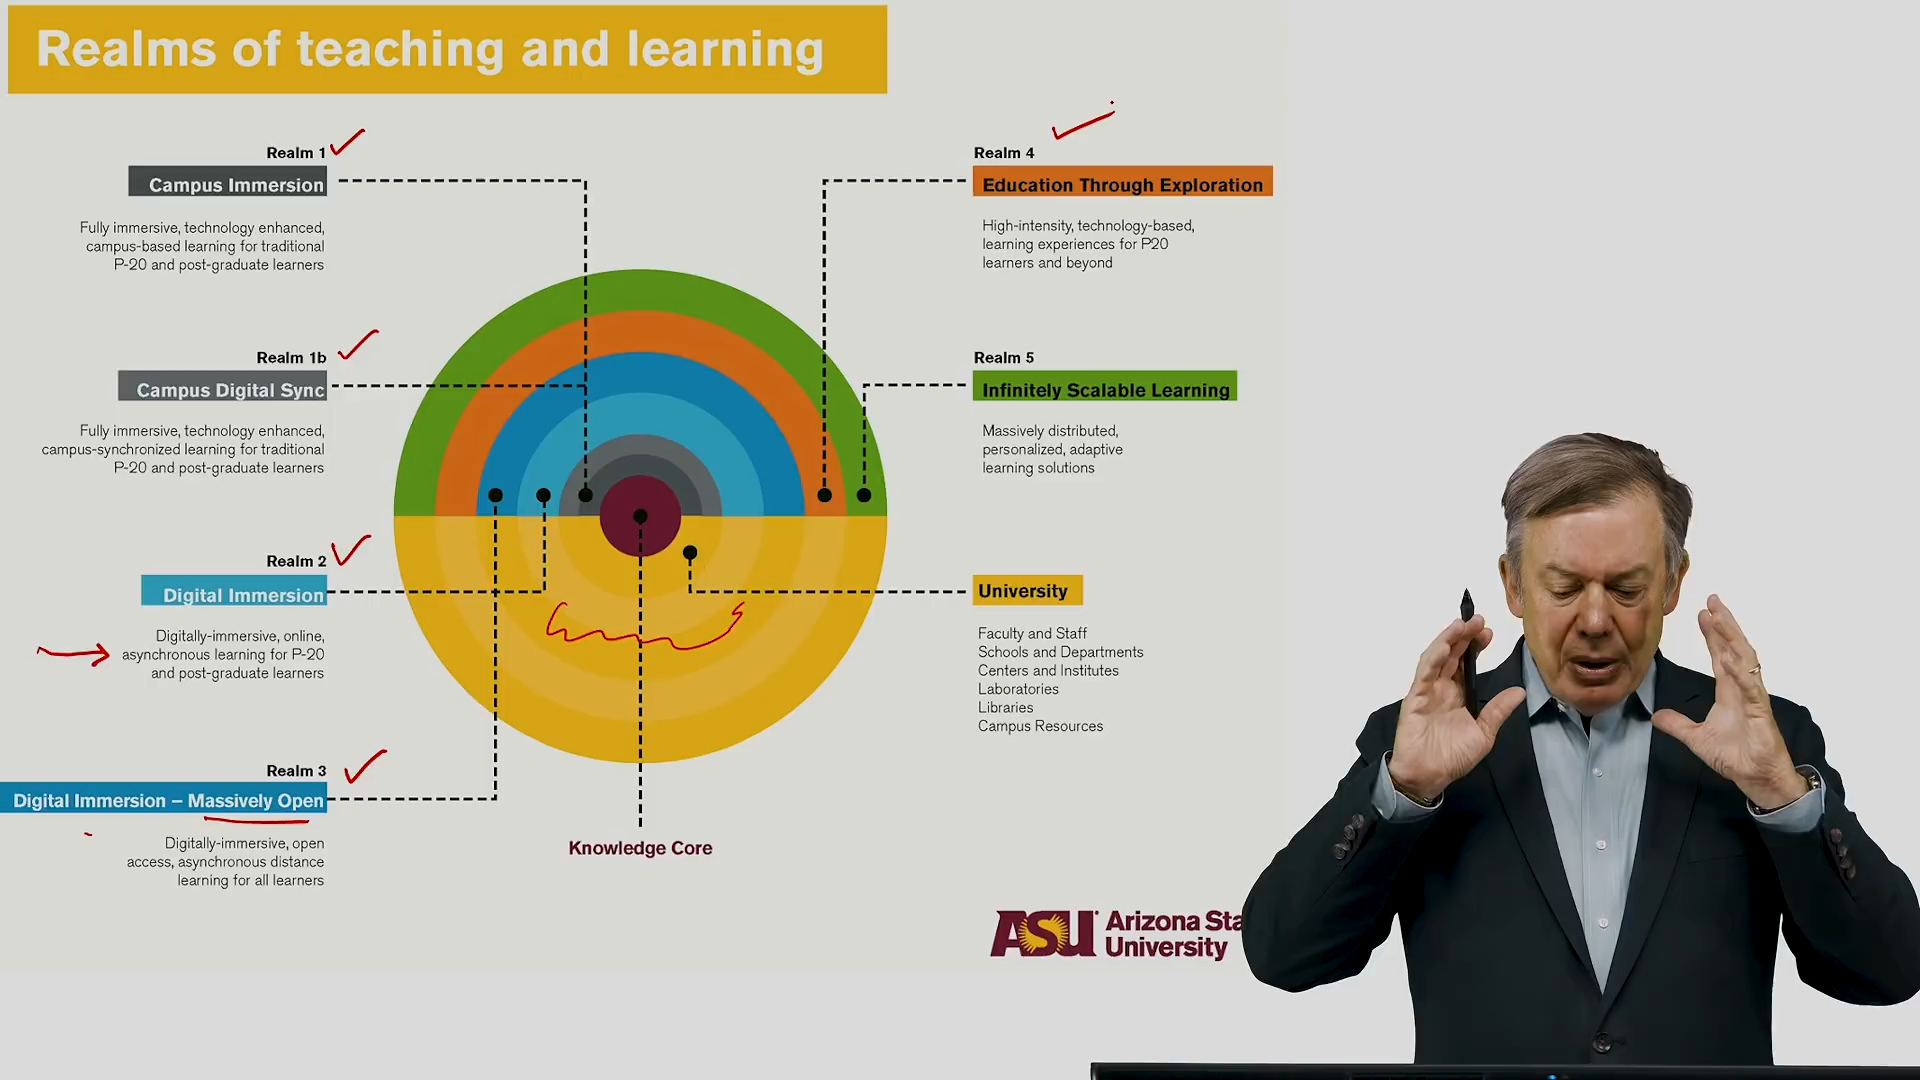 Realms of teaching and learning
Realm 1
Campus Immersion
Fully immersive, technology enhanced,
campus-based learning for traditional
P-20 and post-graduate learners
Realm 1b
Campus Digital Sync
Fully immersive, technology enhanced,
campus-synchronized learning for traditional
P-20 and post-graduate learners
Realm 2
Digital Immersion
Digitally-immersive, online,
asynchronous learning for P-20
and post-graduate learners
Realm 3
Digital Immersion – Massively Open
Digitally-immersive, open
access, asynchronous distance
learning for all learners
Knowledge Core
Realm 4
Education Through Exploration
High-intensity, technology-based,
learning experiences for P20
learners and beyond
Realm 5
Infinitely Scalable Learning
Massively distributed,
personalized, adaptive
learning solutions
University
Faculty and Staff
Schools and Departments
Centers and Institutes
Laboratories
Libraries
Campus Resources
ASU
Arizona Sta
University